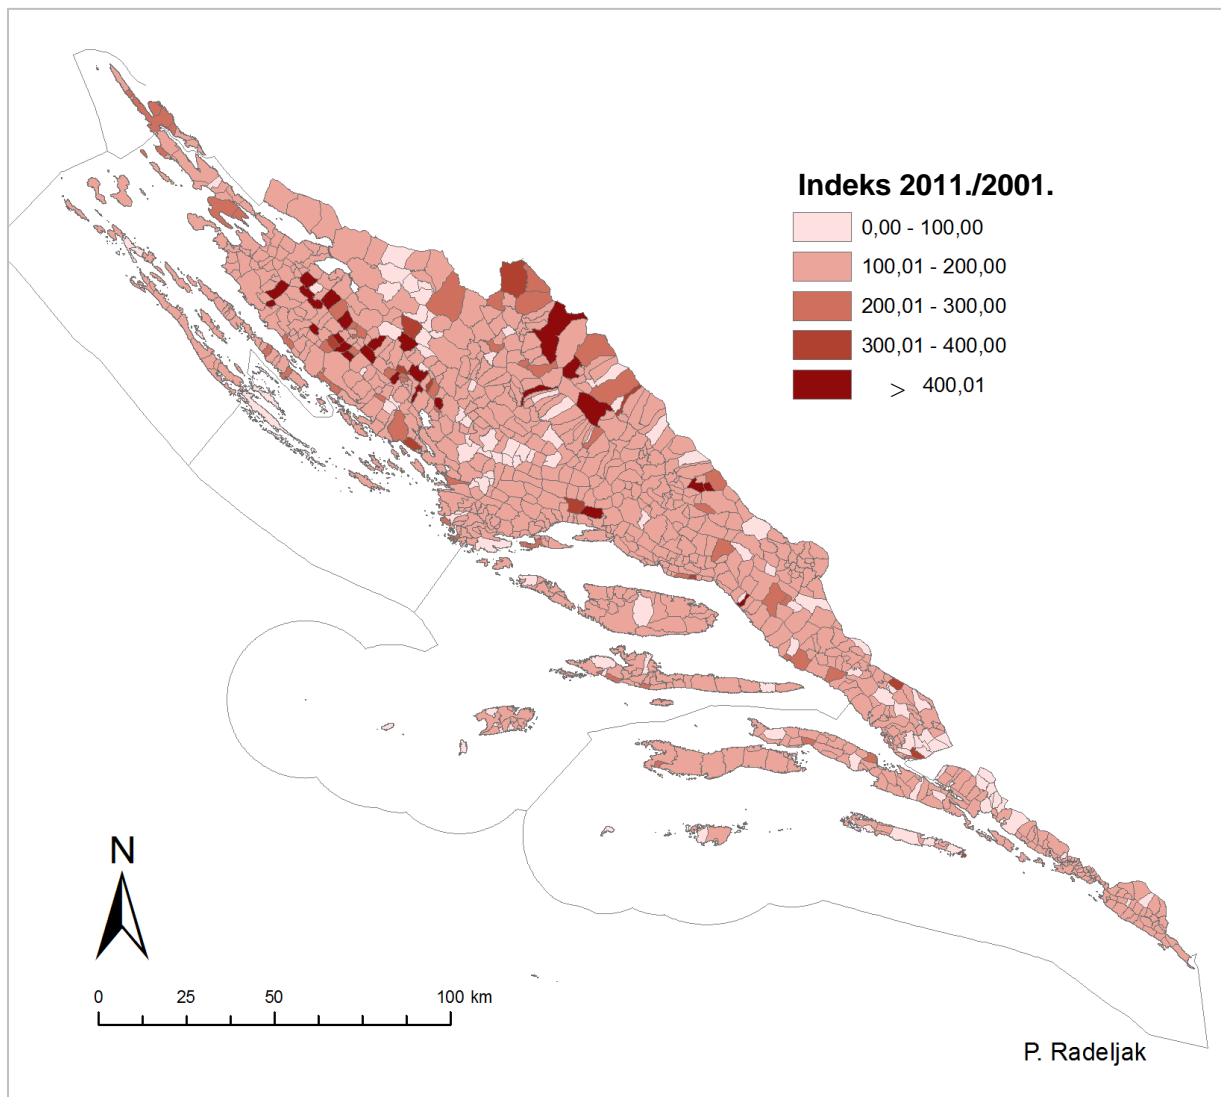 Indeks 2011./2001.
0,00 - 100,00
100,01 - 200,00
200,01 - 300,00
300,01 - 400,00
> 400,01
N
0 25 50 100 km
P. Radeljak